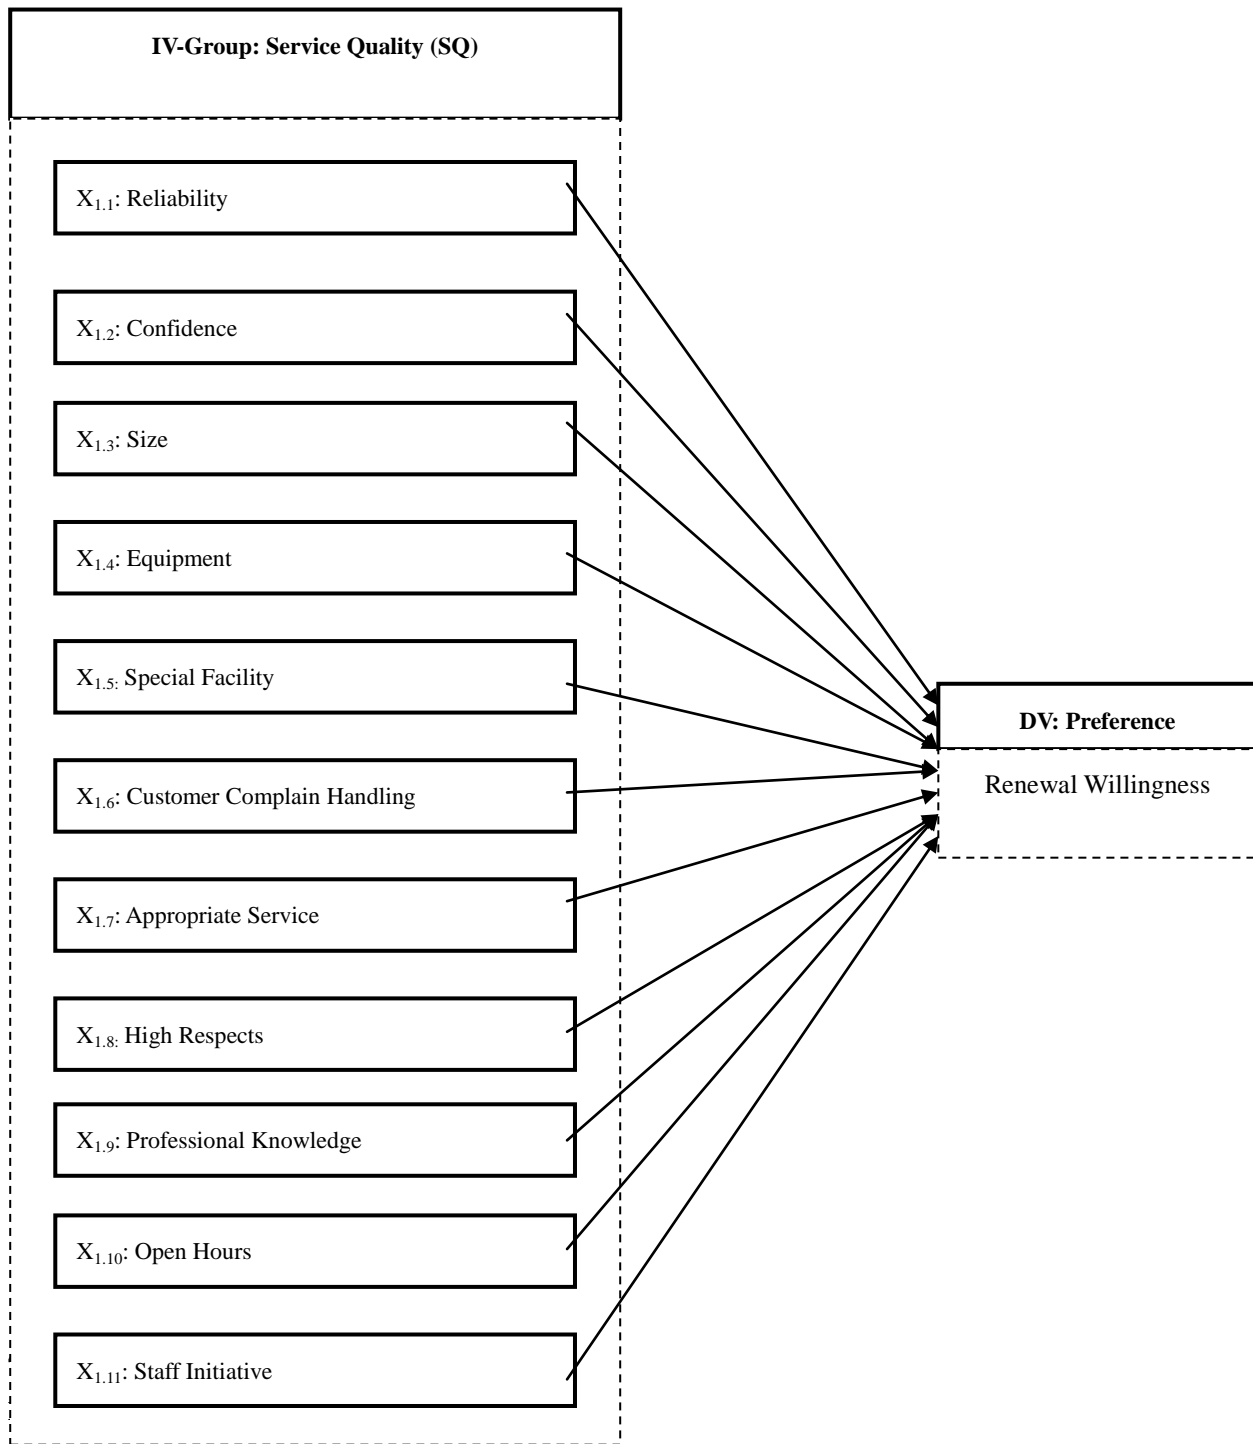 IV-Group: Service Quality (SQ)
X1.1: Reliability
X1.2: Confidence
X1.3: Size
X1.4: Equipment
X1.5: Special Facility
X1.6: Customer Complain Handling
X1.7: Appropriate Service
X1.8: High Respects
X1.9: Professional Knowledge
X1.10: Open Hours
X1.11: Staff Initiative
DV: Preference
Renewal Willingness